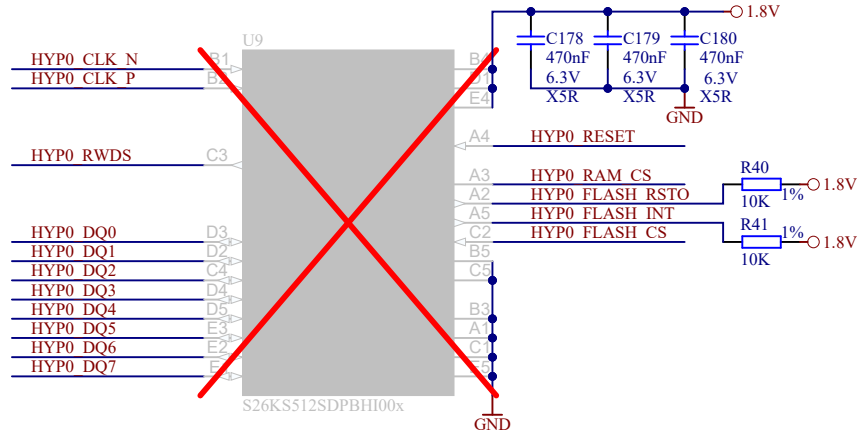 U9
1.8V
HYP0_CLK_N
B1
B4
C178
C179
C180
HYP0_CLK_P
B2
D1
470nF
470nF
470nF
E4
6.3V
6.3V
6.3V
X5R
X5R
X5R
GND
A4
HYP0_RESET
HYP0_RWDS
C3
A3
HYP0_RAM_CS
R40
A2
HYP0_FLASH_RSTO
10K
1%
1.8V
A5
HYP0_FLASH_INT
R41
1%
C2
HYP0_FLASH_CS
10K
1.8V
HYP0_DQ0
D3
HYP0_DQ1
D2
B5
HYP0_DQ2
C4
C5
HYP0_DQ3
D4
HYP0_DQ4
D5
B3
HYP0_DQ5
E3
A1
HYP0_DQ6
E2
C1
HYP0_DQ7
E5
S26KS512SDPBHI00x
GND